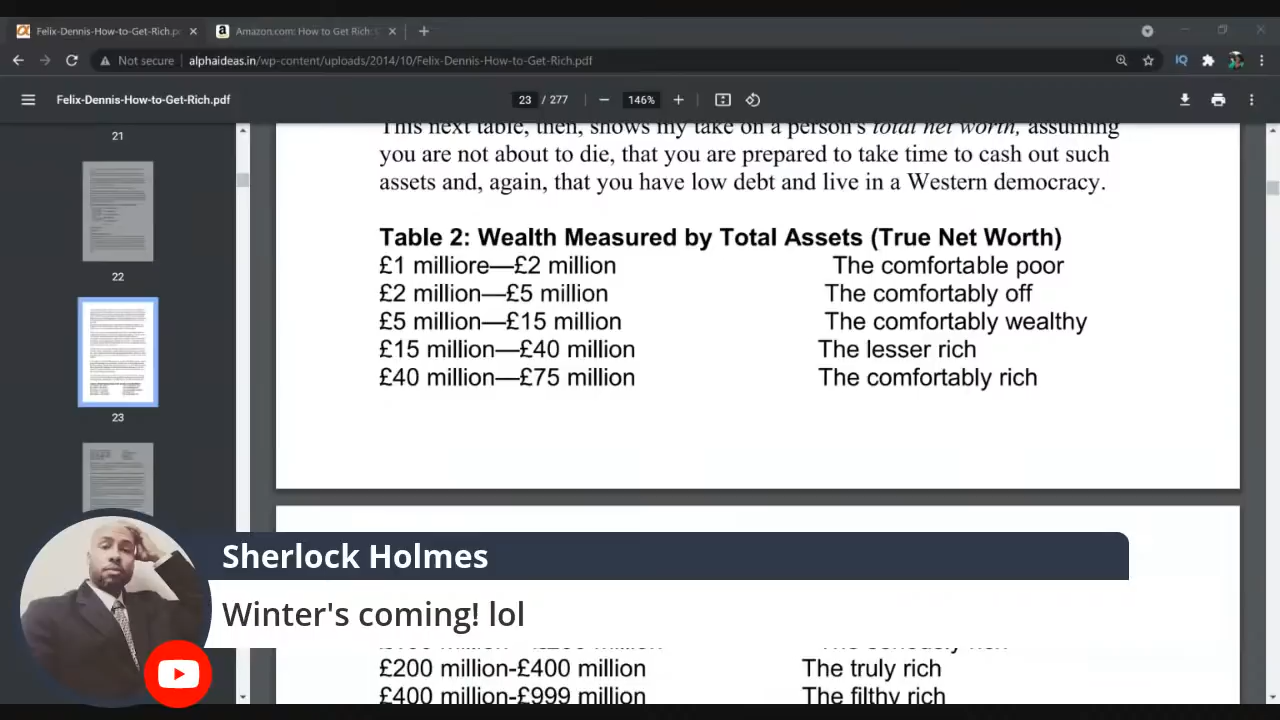 Felix-Dennis-How-to-Get-Rich.p
Amazon.com: How to Get Rich:
Not secure
alphaideas.in/wp-content/uploads/2014/10/Felix-Dennis-How-to-Get-Rich.pdf
IQ
Felix-Dennis-How-to-Get-Rich.pdf
23 / 277
146%
21
22
23
This next table, then, shows my take on a person's total net worth, assuming
you are not about to die, that you are prepared to take time to cash out such
assets and, again, that you have low debt and live in a Western democracy.
Table 2: Wealth Measured by Total Assets (True Net Worth)
£1 milliore—£2 million The comfortable poor
£2 million—£5 million The comfortably off
£5 million—£15 million The comfortably wealthy
£15 million—£40 million The lesser rich
£40 million—£75 million The comfortably rich
Sherlock Holmes
Winter's coming! lol
£200 million-£400 million The truly rich
£400 million-£999 million The filthy rich